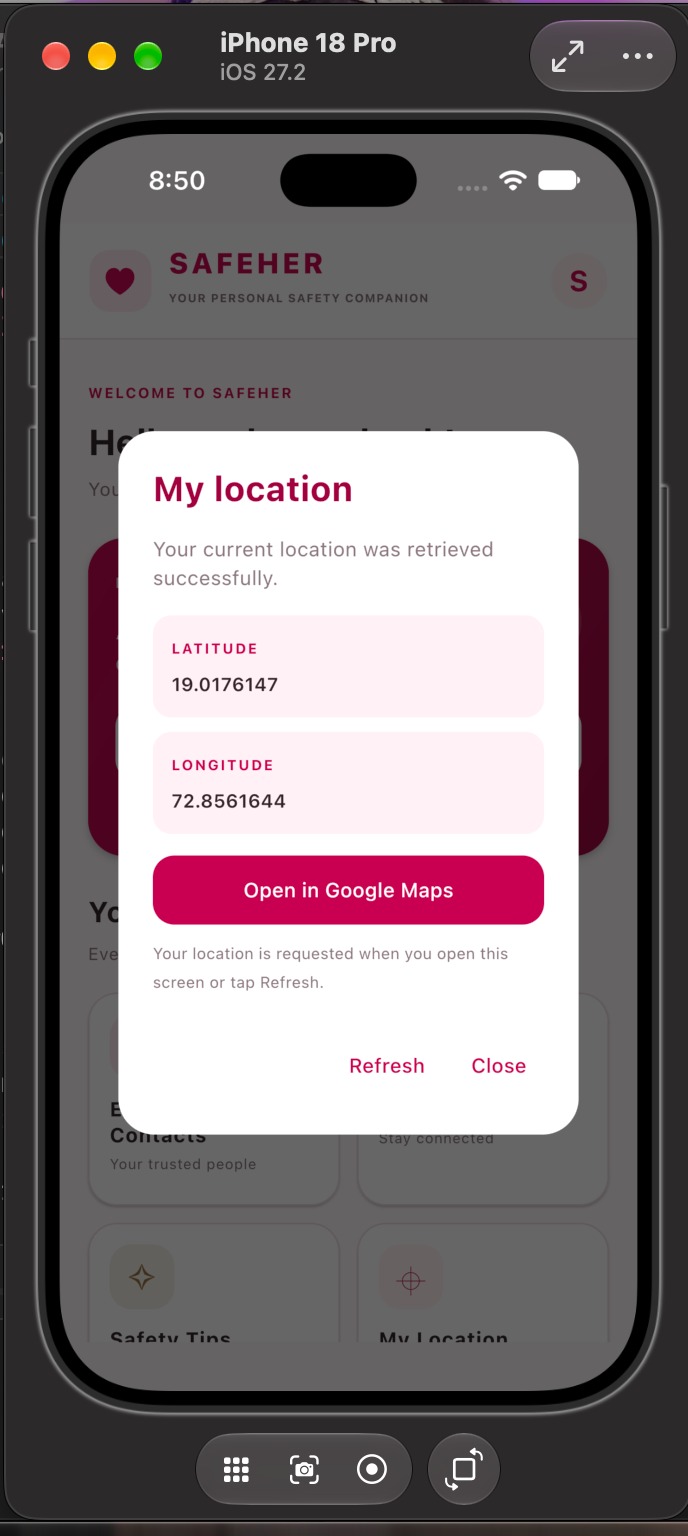 iPhone 18 Pro
iOS 27.2
8:50
SAFEHER
YOUR PERSONAL SAFETY COMPANION
S
WELCOME TO SAFEHER
My location
Your current location was retrieved
successfully.
LATITUDE
19.0176147
LONGITUDE
72.8561644
Open in Google Maps
Your location is requested when you open this
screen or tap Refresh.
Refresh
Close
Contacts
Your trusted people
Stay connected
Safety Tips
My Location